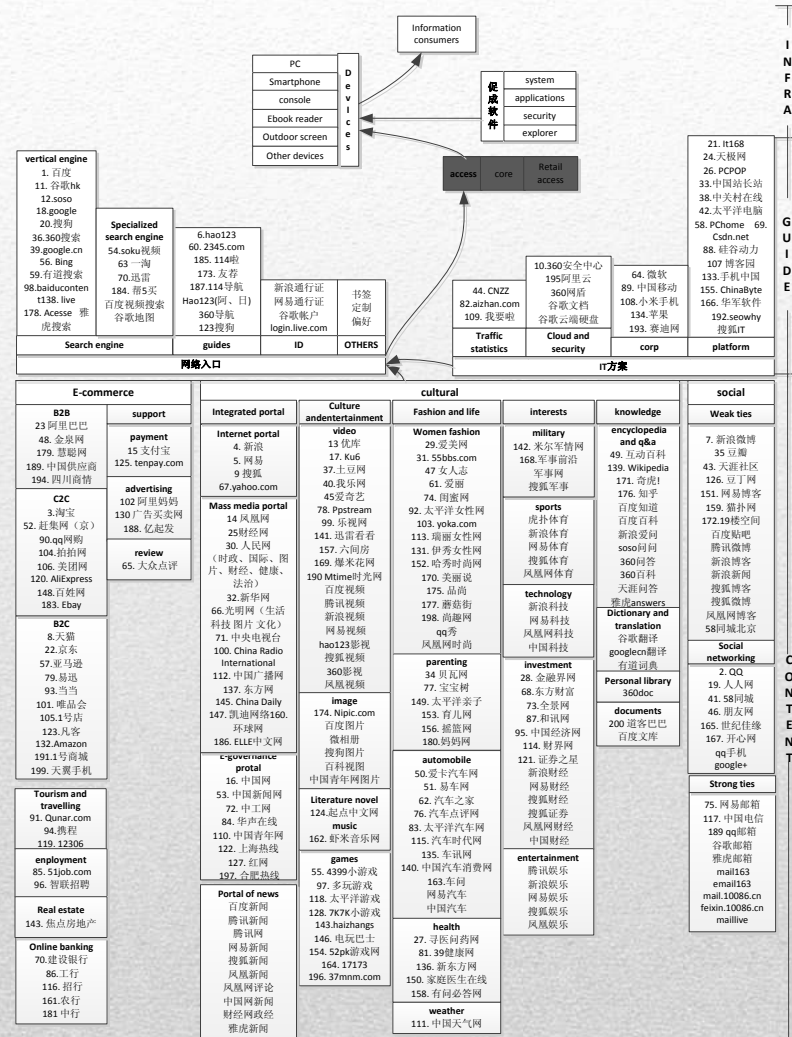 Information
consumers
PC
Smartphone
console
Ebook reader
Outdoor screen
Other devices
Devices
促成软件
system
applications
security
explorer
access
core
Retail
access
INFRA
GUIDE
CONTENT
vertical engine
1. 百度
11. 谷歌hk
12.soso
18.google
20.搜狗
36.360搜索
39.google.cn
56. Bing
59.有道搜索
98.baiduconten
t138. live
178. Acesse 雅
虎搜索
Specialized
search engine
54.soku视频
63 一淘
70.迅雷
184. 帮5买
百度视频搜索
谷歌地图
6.hao123
60. 2345.com
185. 114啦
173. 友荐
187.114导航
Hao123(阿、日)
360导航
123搜狗
新浪通行证
网易通行证
谷歌帐户
login.live.com
书签
定制
偏好
Search engine
guides
ID
OTHERS
网络入口
44. CNZZ
82.aizhan.com
109. 我要啦
10.360安全中心
195阿里云
360网盾
谷歌文档
谷歌云端硬盘
64. 微软
89. 中国移动
108.小米手机
134.苹果
193. 赛迪网
21. It168
24.天极网
26. PCPOP
33.中国站长站
38.中关村在线
42.太平洋电脑
58. PChome 69.
Csdn.net
88. 硅谷动力
107 博客园
133.手机中国
155. ChinaByte
166. 华军软件
192.seowhy
搜狐IT
Traffic
statistics
Cloud and
security
corp
platform
IT方案
E-commerce
B2B
23 阿里巴巴
48. 金泉网
179. 慧聪网
189. 中国供应商
194. 四川商情
C2C
3.淘宝
52. 赶集网（京）
90.qq网购
104.拍拍网
106. 美团网
120. AliExpress
148.百姓网
183. Ebay
B2C
8.天猫
22.京东
57.亚马逊
79.易迅
93.当当
101. 唯品会
105.1号店
123.凡客
132.Amazon
191.1号商城
199. 天翼手机
Tourism and
travelling
91. Qunar.com
94.携程
119. 12306
enployment
85. 51job.com
96. 智联招聘
Real estate
143. 焦点房地产
Online banking
70.建设银行
86.工行
116. 招行
161.农行
181 中行
support
payment
15 支付宝
125. tenpay.com
advertising
102 阿里妈妈
130 广告买卖网
188. 亿起发
review
65. 大众点评
cultural
Integrated portal
Internet portal
4. 新浪
5. 网易
9 搜狐
67.yahoo.com
Mass media portal
14 凤凰网
25财经网
30. 人民网
（时政、国际、图
片、财经、健康、
法治）
32.新华网
66.光明网（生活
科技 图片 文化）
71. 中央电视台
100. China Radio
International
112. 中国广播网
137. 东方网
145. China Daily
147. 凯迪网络160.
环球网
186. ELLE中文网
E-governance
protal
16. 中国网
53. 中国新闻网
72. 中工网
84. 华声在线
110. 中国青年网
122. 上海热线
127. 红网
197. 合肥热线
Portal of news
百度新闻
腾讯新闻
腾讯网
网易新闻
搜狐新闻
凤凰新闻
凤凰网评论
中国网新闻
财经网政经
雅虎新闻
Culture
andentertainment
video
13 优库
17. Ku6
37.土豆网
40.我乐网
45爱奇艺
78. Ppstream
99. 乐视网
141. 迅雷看看
157. 六间房
169. 爆米花网
190 Mtime时光网
百度视频
腾讯视频
新浪视频
网易视频
hao123影视
搜狐视频
360影视
凤凰视频
image
174. Nipic.com
百度图片
微相册
搜狗图片
百科视图
中国青年网图片
Literature novel
124.起点中文网
music
162. 虾米音乐网
games
55. 4399小游戏
97. 多玩游戏
118. 太平洋游戏
128. 7K7K小游戏
143.haizhangs
146. 电玩巴士
154. 52pk游戏网
164. 17173
196. 37mnm.com
Fashion and life
Women fashion
29.爱美网
31. 55bbs.com
47 女人志
61. 爱丽
74. 闺蜜网
92.太平洋女性网
103. yoka.com
113. 瑞丽女性网
131. 伊秀女性网
152. 哈秀时尚网
170. 美丽说
175. 品尚
177. 蘑菇街
198. 尚趣网
qq秀
凤凰网时尚
parenting
34 贝瓦网
77. 宝宝树
149. 太平洋亲子
153. 育儿网
156. 摇篮网
180.妈妈网
automobile
50.爱卡汽车网
51. 易车网
62. 汽车之家
76. 汽车点评网
83. 太平洋汽车网
115. 汽车时代网
135. 车讯网
140. 中国汽车消费网
163.车问
网易汽车
中国汽车
health
27. 寻医问药网
81. 39健康网
136. 新东方网
150. 家庭医生在线
158. 有问必答网
weather
111. 中国天气网
interests
military
142. 米尔军情网
168.军事前沿
军事网
搜狐军事
sports
虎扑体育
新浪体育
网易体育
搜狐体育
凤凰网体育
technology
新浪科技
网易科技
凤凰网科技
中国科技
investment
28. 金融界网
68.东方财富
73.全景网
87.和讯网
95. 中国经济网
114. 财界网
121. 证券之星
新浪财经
网易财经
搜狐财经
搜狐证券
凤凰网财经
中国财经
entertainment
腾讯娱乐
新浪娱乐
网易娱乐
搜狐娱乐
凤凰娱乐
knowledge
encyclopedia
and q&a
49. 互动百科
139. Wikipedia
171. 奇虎!
176. 知乎
百度知道
百度百科
新浪爱问
soso问问
360问答
360百科
天涯问答
雅虎answers
Dictionary and
translation
谷歌翻译
googlecn翻译
有道词典
Personal library
360doc
documents
200 道客巴巴
百度文库
social
Weak ties
7. 新浪微博
35 豆瓣
43. 天涯社区
126. 豆丁网
151. 网易博客
159. 猫扑网
172.19楼空间
百度贴吧
腾讯微博
新浪博客
新浪新闻
搜狐博客
搜狐微博
凤凰网博客
58同城北京
Social
networking
2. QQ
19. 人人网
41. 58同城
46. 朋友网
165. 世纪佳缘
167. 开心网
qq手机
google+
Strong ties
75. 网易邮箱
117. 中国电信
189 qq邮箱
谷歌邮箱
雅虎邮箱
mail163
email163
mail.10086.cn
feixin.10086.cn
maillive